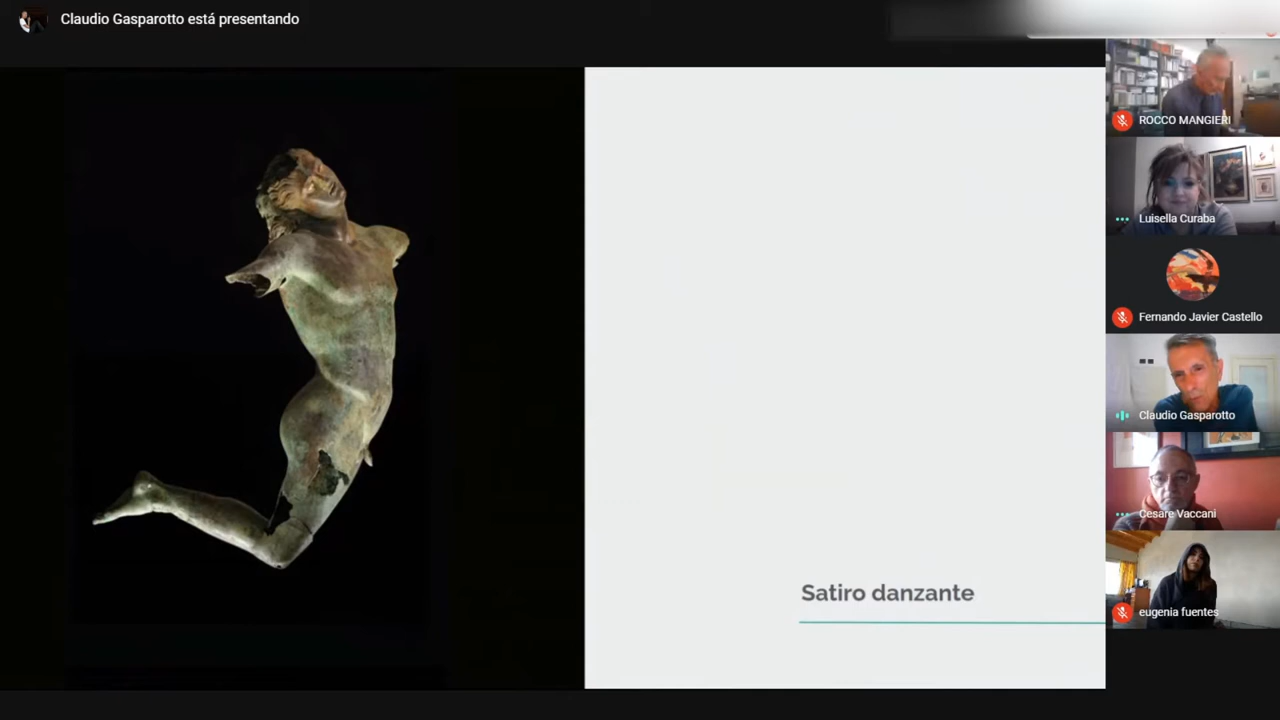 Claudio Gasparotto está presentando
ROCCO MANGIERI
Luisella Curaba
Fernando Javier Castello
Claudio Gasparotto
Cesare Vaccani
eugenia fuentes
Satiro danzante